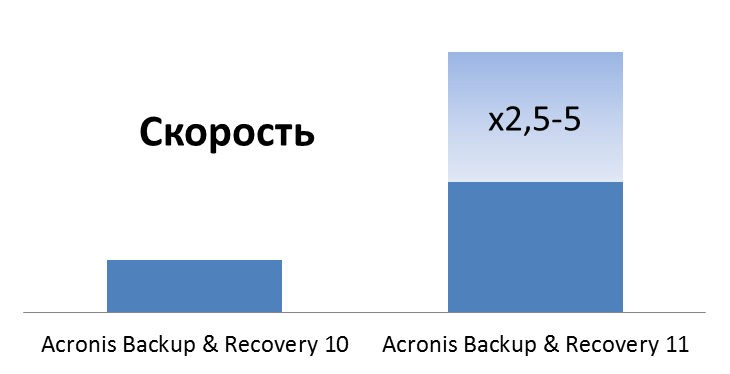 Скорость
x2,5-5
Acronis Backup & Recovery 10
Acronis Backup & Recovery 11